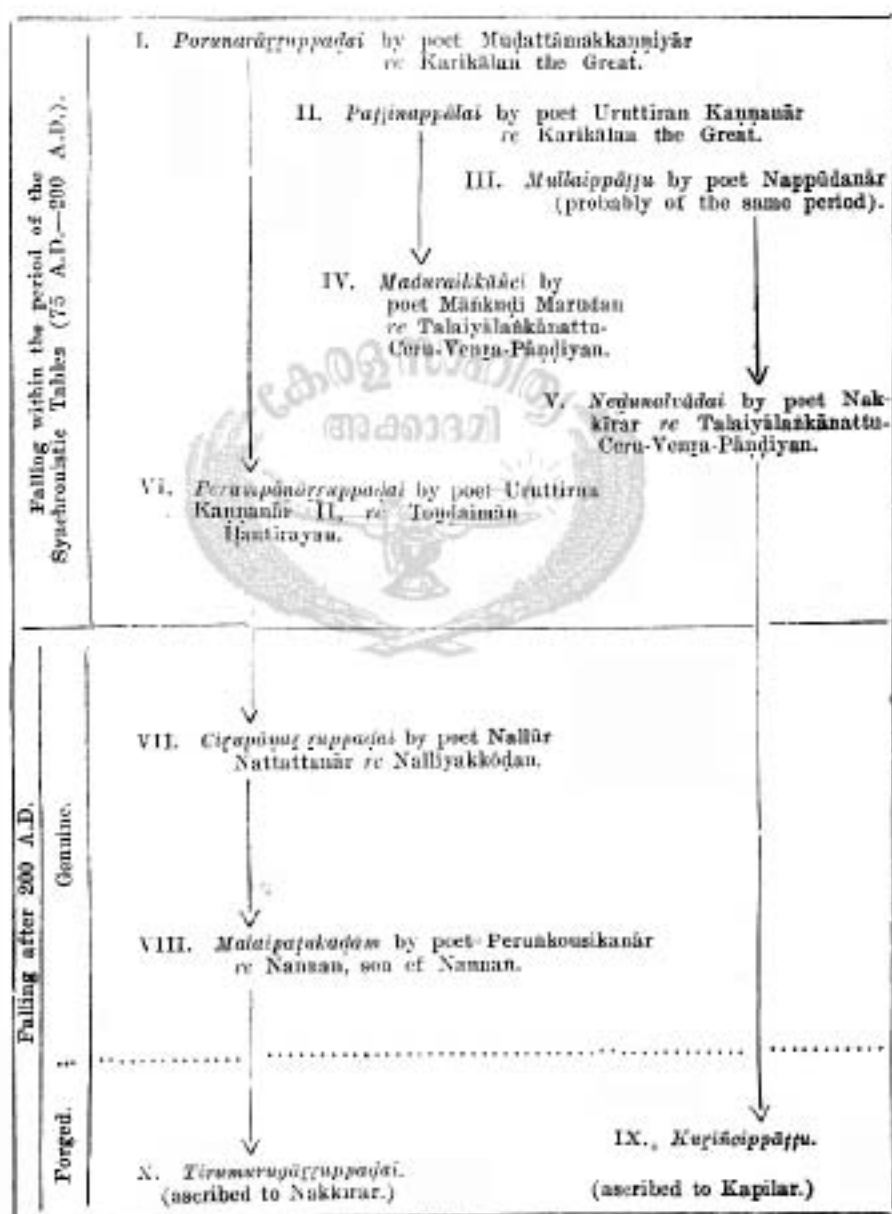 Falling within the period of the
Synchronistic Tables (75 A.D.—200 A.D.).
I. Porunarāṟṟuppaḍai by poet Muḍattāmakkaṇṇiyār
re Karikālan the Great.
II. Paṭṭinappālai by poet Uruttiran Kaṇṇanār
re Karikālan the Great.
III. Mullaippāṭṭu by poet Nappūdanār
(probably of the same period).
IV. Maduraikkāñci by
poet Māṅkuḍi Marudan
re Talaiyālaṅkānattu-
Ceru-Venṟa-Pāṇḍiyan.
V. Neḍunalvāḍai by poet Nak-
kīrar re Talaiyālaṅkānattu-
Ceru-Venṟa-Pāṇḍiyan.
VI. Perumpāṇāṟṟuppaḍai by poet Uruttiran
Kaṇṇanār II, re Toṇḍaimān
Iḷantirayan.
കേരള സാഹിത്യ
അക്കാദമി
Falling after 200 A.D.
Genuine.
VII. Ciṟupāṇāṟ ṟuppaḍai by poet Nallūr
Nattattanār re Nalliyakkōḍan.
VIII. Malaipaṭukaḍām by poet Peruṅkousikanār
re Nannan, son of Nannan.
Forged.
IX. Kuṟiñcippāṭṭu.
(ascribed to Kapilar.)
X. Tirumurugāṟṟuppaḍai.
(ascribed to Nakkīrar.)